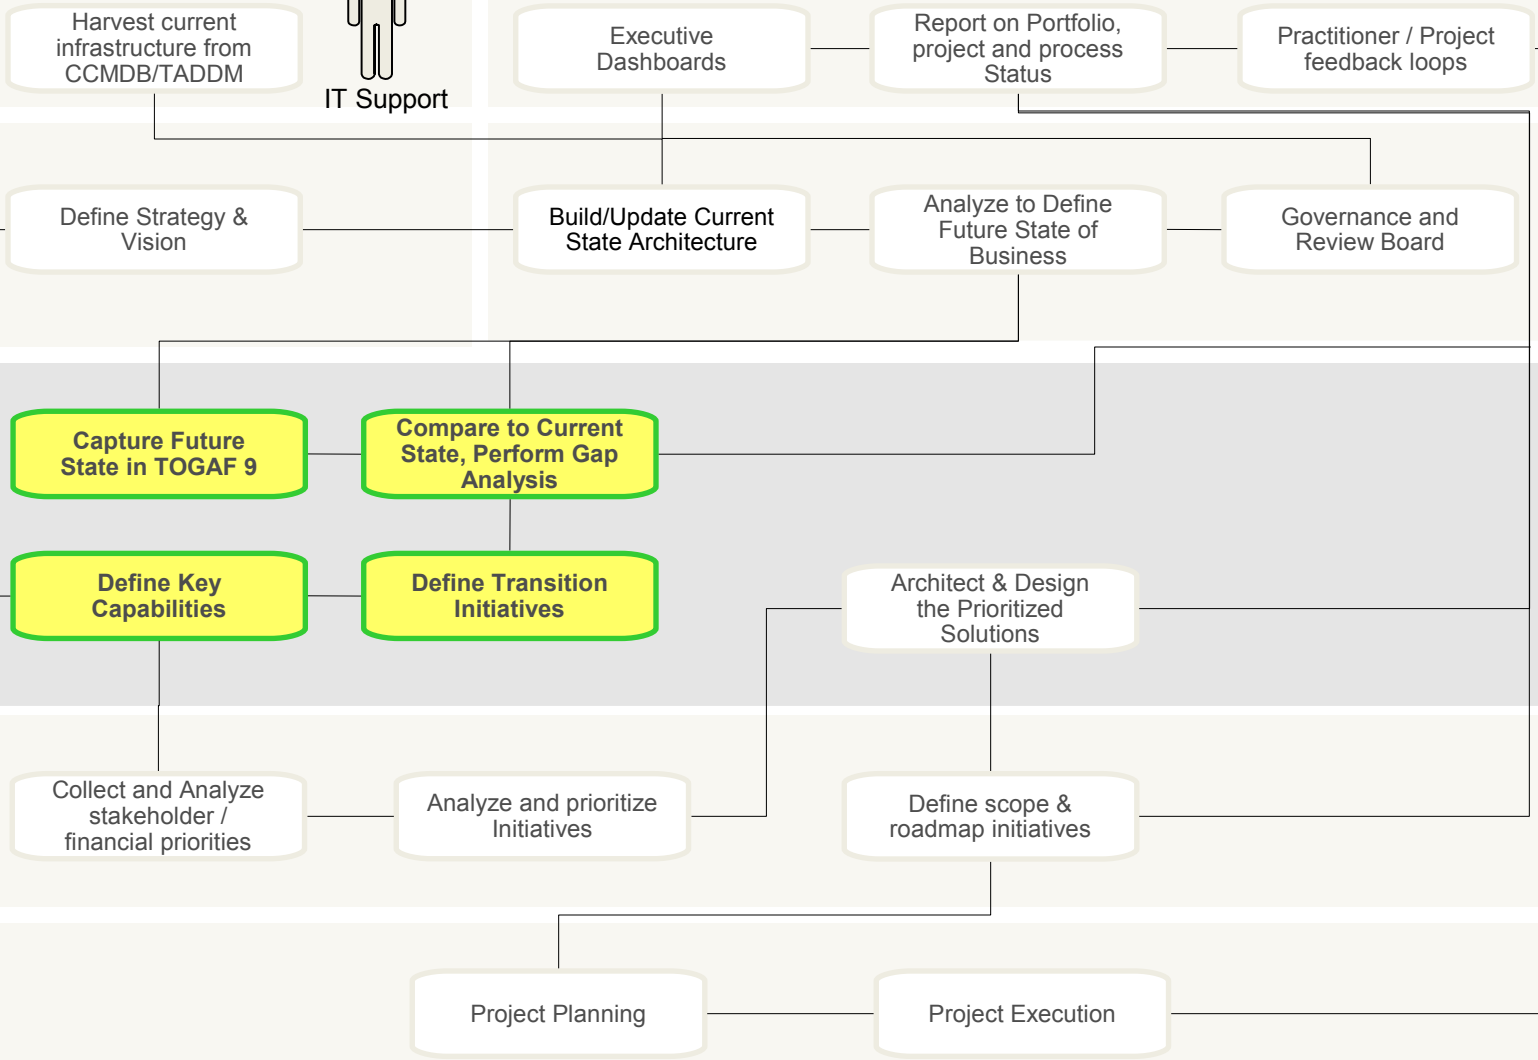 Harvest current
infrastructure from
CCMDB/TADDM
IT Support
Executive
Dashboards
Report on Portfolio,
project and process
Status
Practitioner / Project
feedback loops
Define Strategy &
Vision
Build/Update Current
State Architecture
Analyze to Define
Future State of
Business
Governance and
Review Board
Capture Future
State in TOGAF 9
Compare to Current
State, Perform Gap
Analysis
Define Key
Capabilities
Define Transition
Initiatives
Architect & Design
the Prioritized
Solutions
Collect and Analyze
stakeholder /
financial priorities
Analyze and prioritize
Initiatives
Define scope &
roadmap initiatives
Project Planning
Project Execution